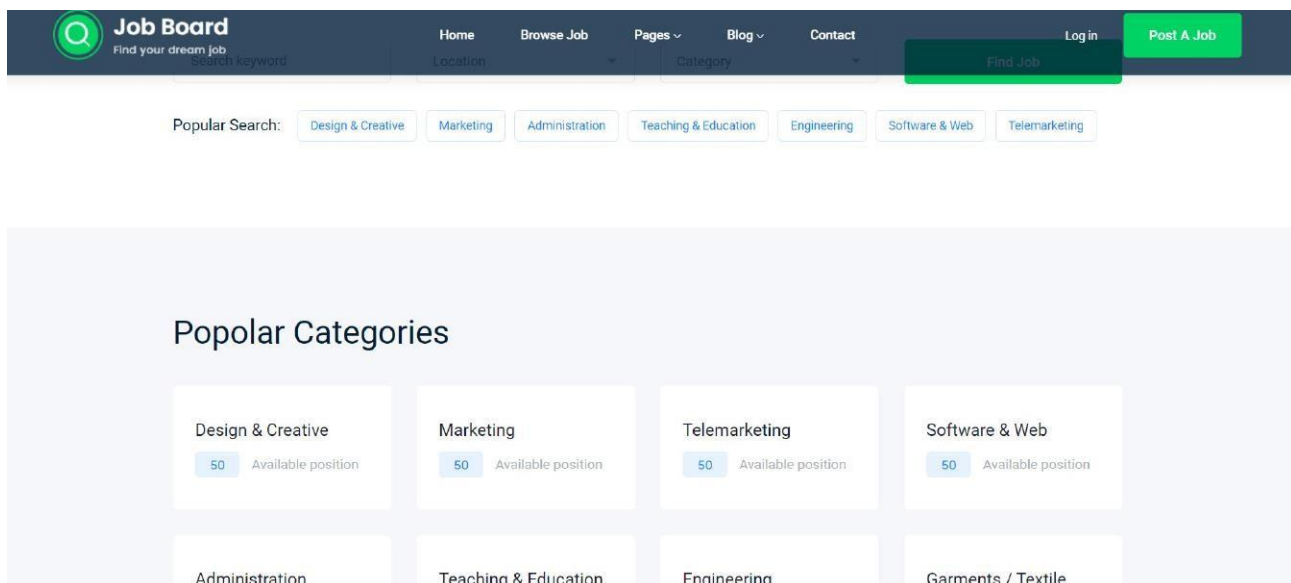 Job Board
Find your dream job
Home Browse Job Pages Blog Contact Log in Post A Job
Search keyword Location Category Find Job
Popular Search: Design & Creative Marketing Administration Teaching & Education Engineering Software & Web Telemarketing
Popolar Categories
Design & Creative Marketing Telemarketing Software & Web
50 Available position 50 Available position 50 Available position 50 Available position
Administration Teaching & Education Engineering Garments / Textile